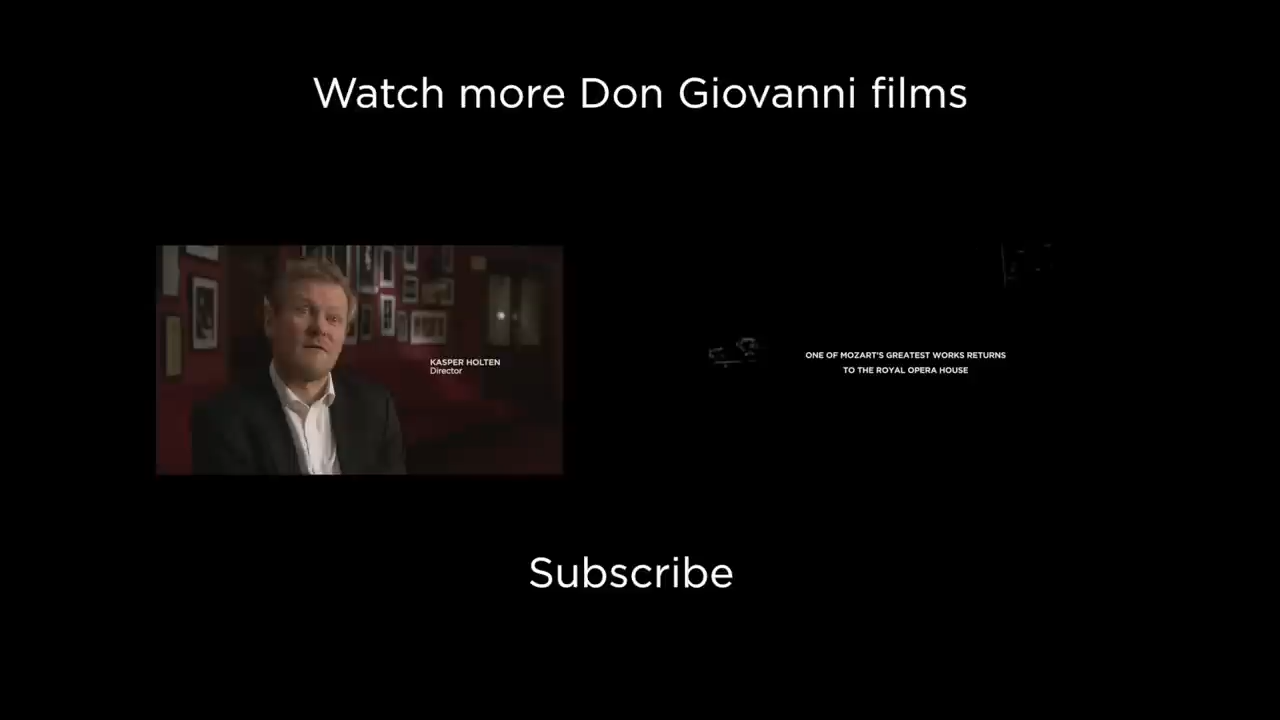 Watch more Don Giovanni films
KASPER HOLTEN
Director
ONE OF MOZART'S GREATEST WORKS RETURNS
TO THE ROYAL OPERA HOUSE
Subscribe